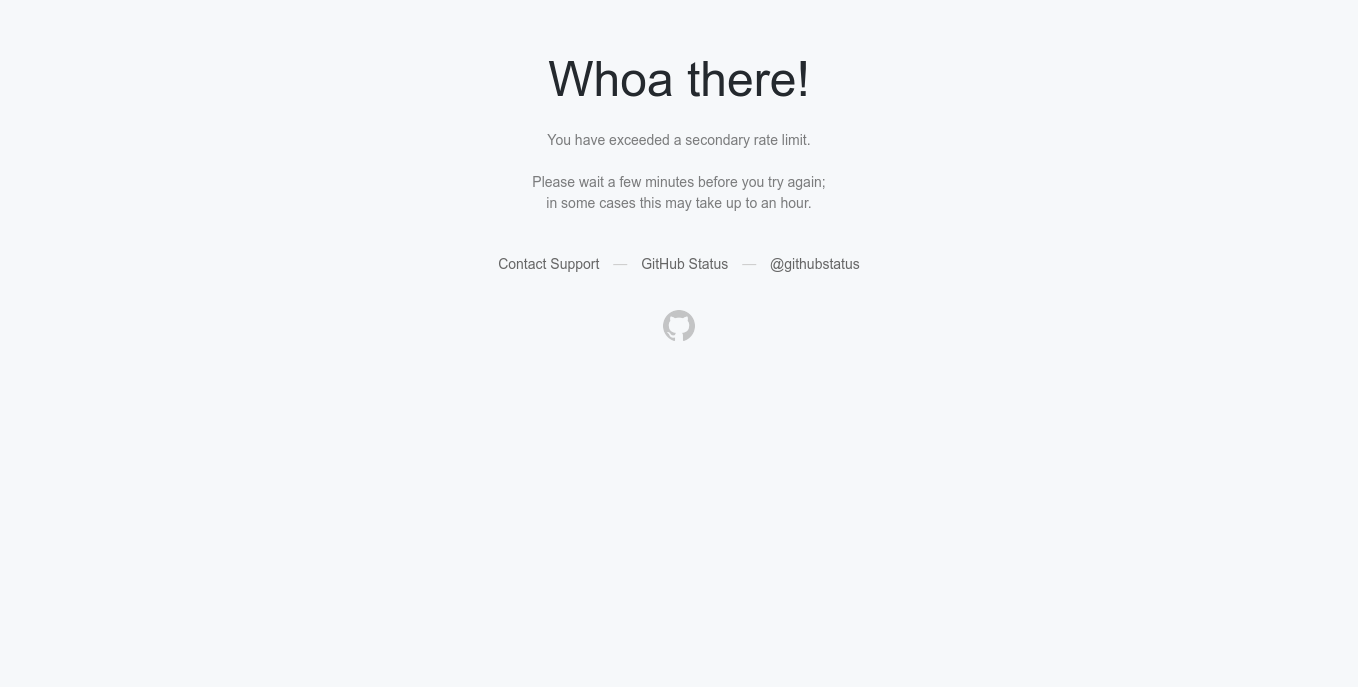 Whoa there!
You have exceeded a secondary rate limit.
Please wait a few minutes before you try again;
in some cases this may take up to an hour.
Contact Support — GitHub Status — @githubstatus